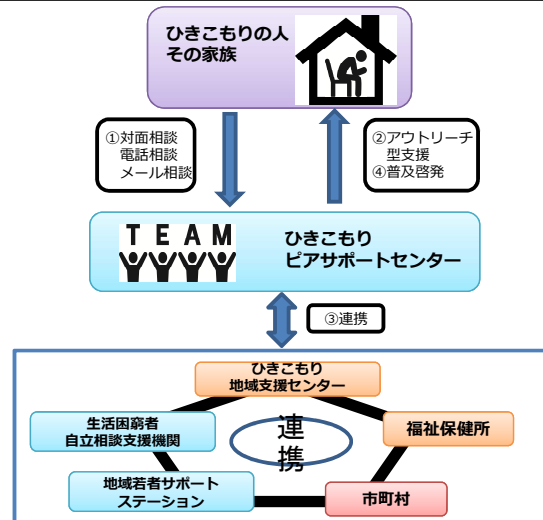 ひきこもりの人
その家族
①対面相談
電話相談
メール相談
②アウトリーチ
型支援
④普及啓発
TEAM
ひきこもり
ピアサポートセンター
③連携
ひきこもり
地域支援センター
生活困窮者
自立相談支援機関
連
携
福祉保健所
地域若者サポート
ステーション
市町村